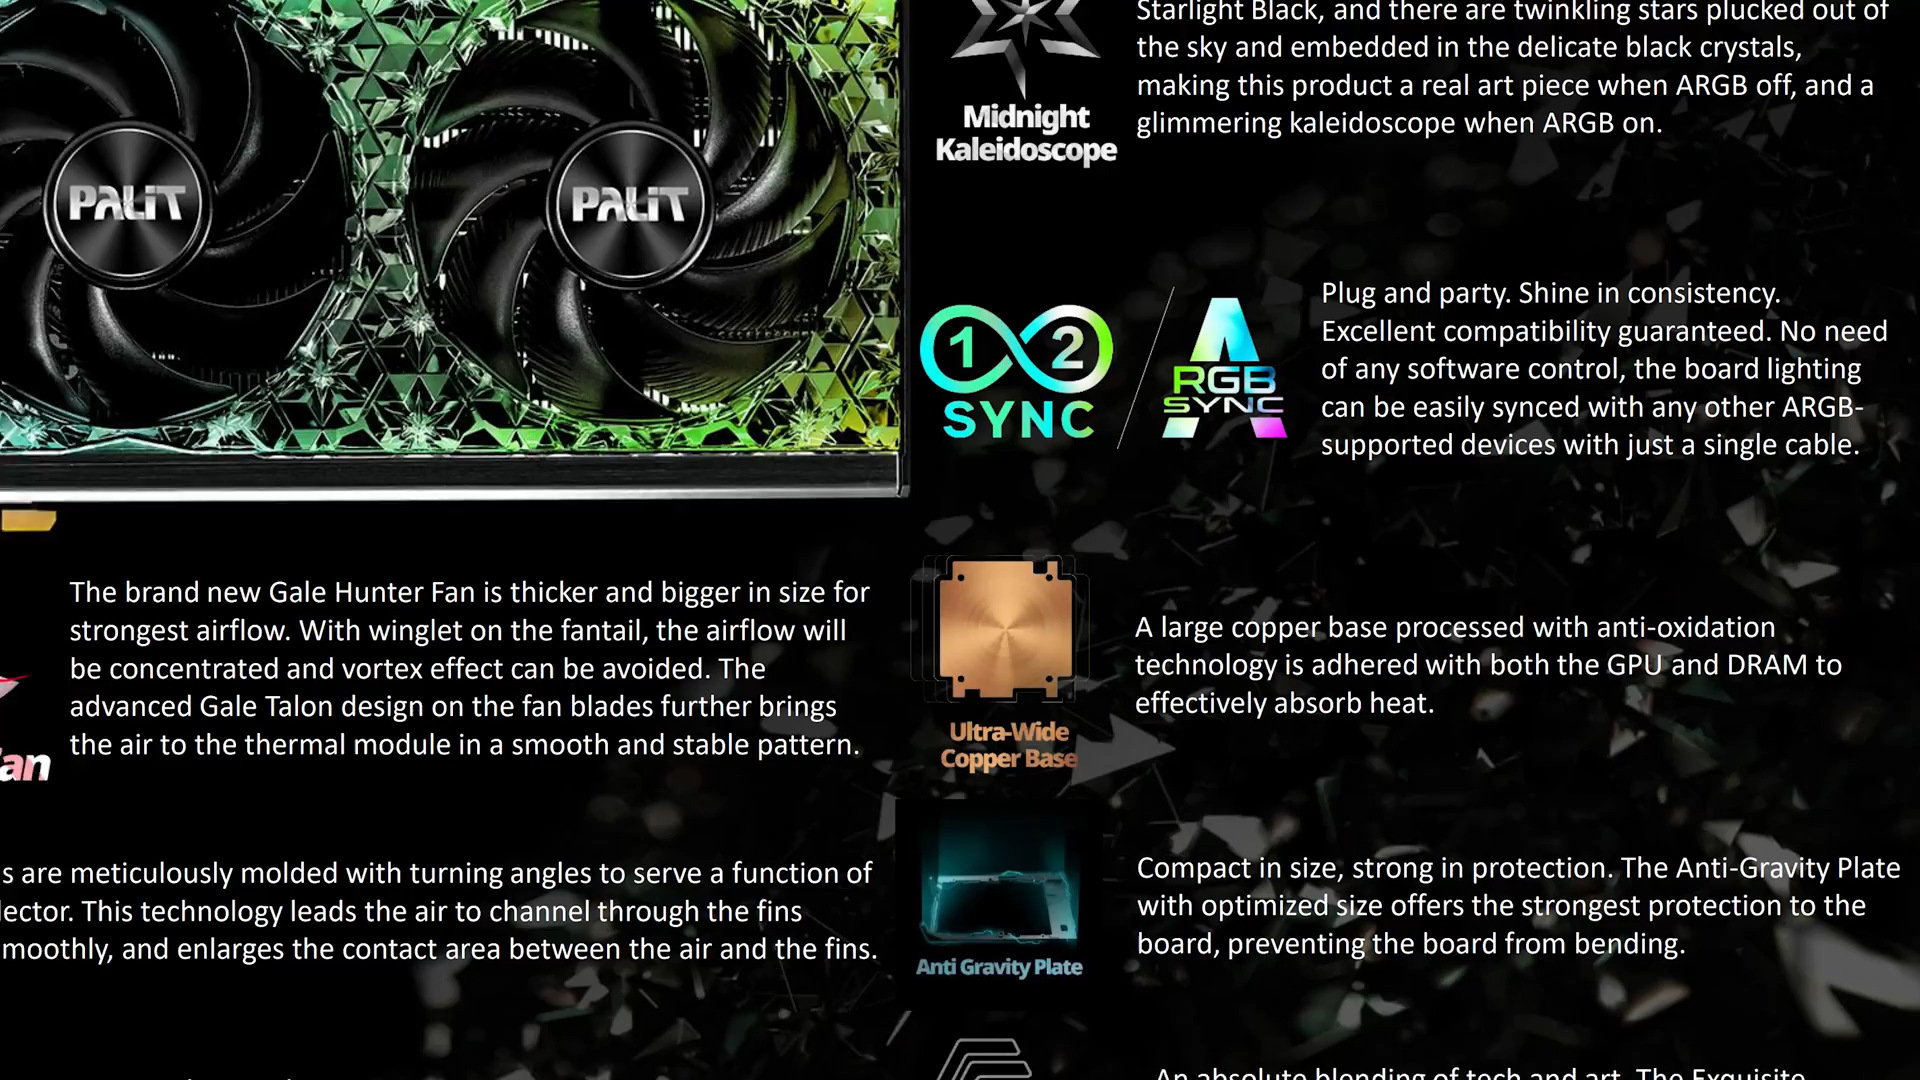 Starlight Black, and there are twinkling stars plucked out of
the sky and embedded in the delicate black crystals,
making this product a real art piece when ARGB off, and a
glimmering kaleidoscope when ARGB on.
Midnight
Kaleidoscope
PALIT
PALIT
1 2
SYNC
A
RGB
SYNC
Plug and party. Shine in consistency.
Excellent compatibility guaranteed. No need
of any software control, the board lighting
can be easily synced with any other ARGB-
supported devices with just a single cable.
The brand new Gale Hunter Fan is thicker and bigger in size for
strongest airflow. With winglet on the fantail, the airflow will
be concentrated and vortex effect can be avoided. The
advanced Gale Talon design on the fan blades further brings
the air to the thermal module in a smooth and stable pattern.
an
Ultra-Wide
Copper Base
A large copper base processed with anti-oxidation
technology is adhered with both the GPU and DRAM to
effectively absorb heat.
s are meticulously molded with turning angles to serve a function of
lector. This technology leads the air to channel through the fins
moothly, and enlarges the contact area between the air and the fins.
Anti Gravity Plate
Compact in size, strong in protection. The Anti-Gravity Plate
with optimized size offers the strongest protection to the
board, preventing the board from bending.
An absolute blending of tech and art. The Exquisite